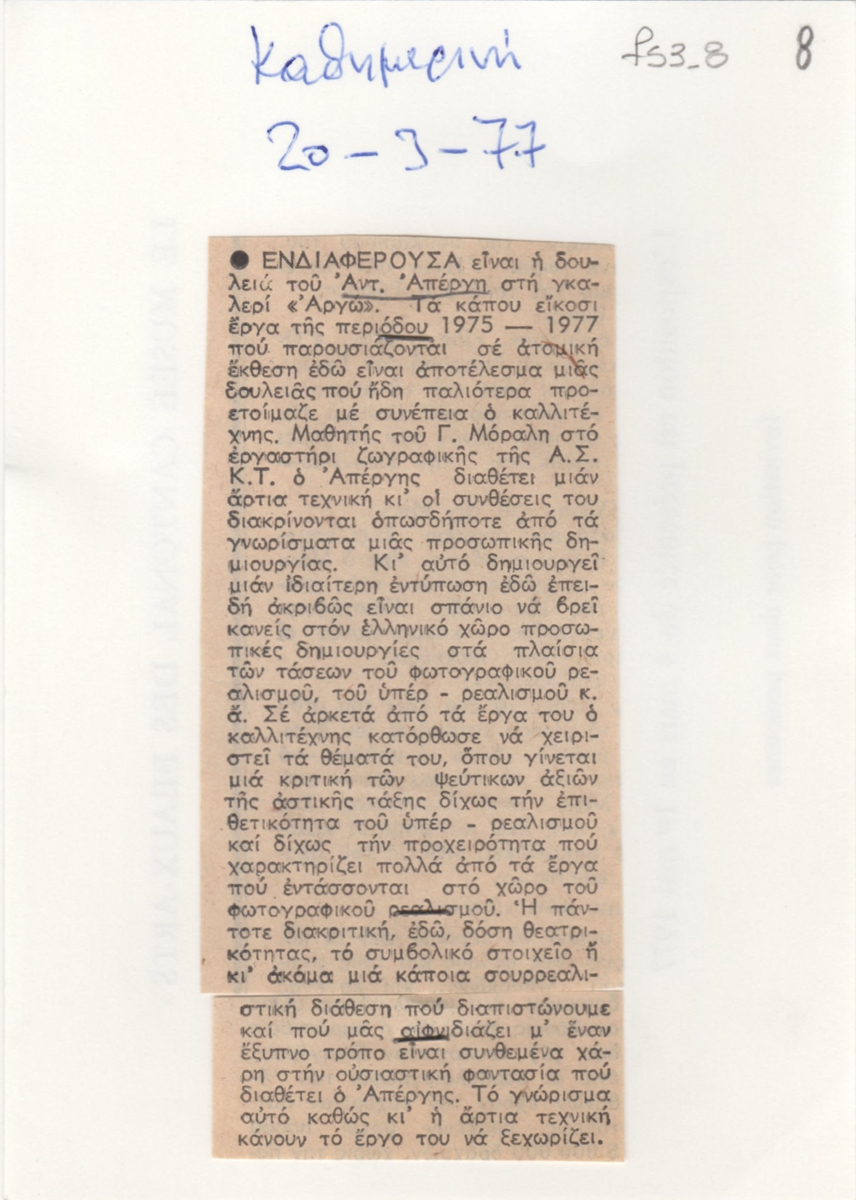 Καθημερινή
fs3_8
8
20-3-77
● ΕΝΔΙΑΦΕΡΟΥΣΑ εἶναι ἡ δου-
λειά τοῦ Ἀντ. Ἀπέργη στή γκα-
λερί «Ἀργώ». Τά κάπου εἴκοσι
ἔργα τῆς περιόδου 1975 — 1977
πού παρουσιάζονται σέ ἀτομική
ἔκθεση ἐδῶ εἶναι ἀποτέλεσμα μιᾶς
δουλειᾶς πού ἤδη παλιότερα προ-
ετοίμαζε μέ συνέπεια ὁ καλλιτέ-
χνης. Μαθητής τοῦ Γ. Μόραλη στό
ἐργαστήρι ζωγραφικῆς τῆς Α.Σ.
Κ.Τ. ὁ Ἀπέργης διαθέτει μιάν
ἄρτια τεχνική κι' οἱ συνθέσεις του
διακρίνονται ὁπωσδήποτε ἀπό τά
γνωρίσματα μιᾶς προσωπικῆς δη-
μιουργίας. Κι' αὐτό δημιουργεῖ
μιάν ἰδιαίτερη ἐντύπωση ἐδῶ ἐπει-
δή ἀκριβῶς εἶναι σπάνιο νά βρεῖ
κανείς στόν ἑλληνικό χῶρο προσω-
πικές δημιουργίες στά πλαίσια
τῶν τάσεων τοῦ φωτογραφικοῦ ρε-
αλισμοῦ, τοῦ ὑπέρ - ρεαλισμοῦ κ.
ἄ. Σέ ἀρκετά ἀπό τά ἔργα του ὁ
καλλιτέχνης κατόρθωσε νά χειρι-
στεῖ τά θέματά του, ὅπου γίνεται
μιά κριτική τῶν ψεύτικων ἀξιῶν
τῆς ἀστικῆς τάξης δίχως τήν ἐπι-
θετικότητα τοῦ ὑπέρ - ρεαλισμοῦ
καί δίχως τήν προχειρότητα πού
χαρακτηρίζει πολλά ἀπό τά ἔργα
πού ἐντάσσονται στό χῶρο τοῦ
φωτογραφικοῦ ρεαλισμοῦ. Ἡ πάν-
τοτε διακριτική, ἐδῶ, δόση θεατρι-
κότητας, τό συμβολικό στοιχεῖο ἤ
κι' ἀκόμα μιά κάποια σουρρεαλι-
στική διάθεση πού διαπιστώνουμε
καί πού μᾶς αἰφνιδιάζει μ' ἕναν
ἔξυπνο τρόπο εἶναι συνθεμένα χά-
ρη στήν οὐσιαστική φαντασία πού
διαθέτει ὁ Ἀπέργης. Τό γνώρισμα
αὐτό καθώς κι' ἡ ἄρτια τεχνική
κάνουν τό ἔργο του νά ξεχωρίζει.